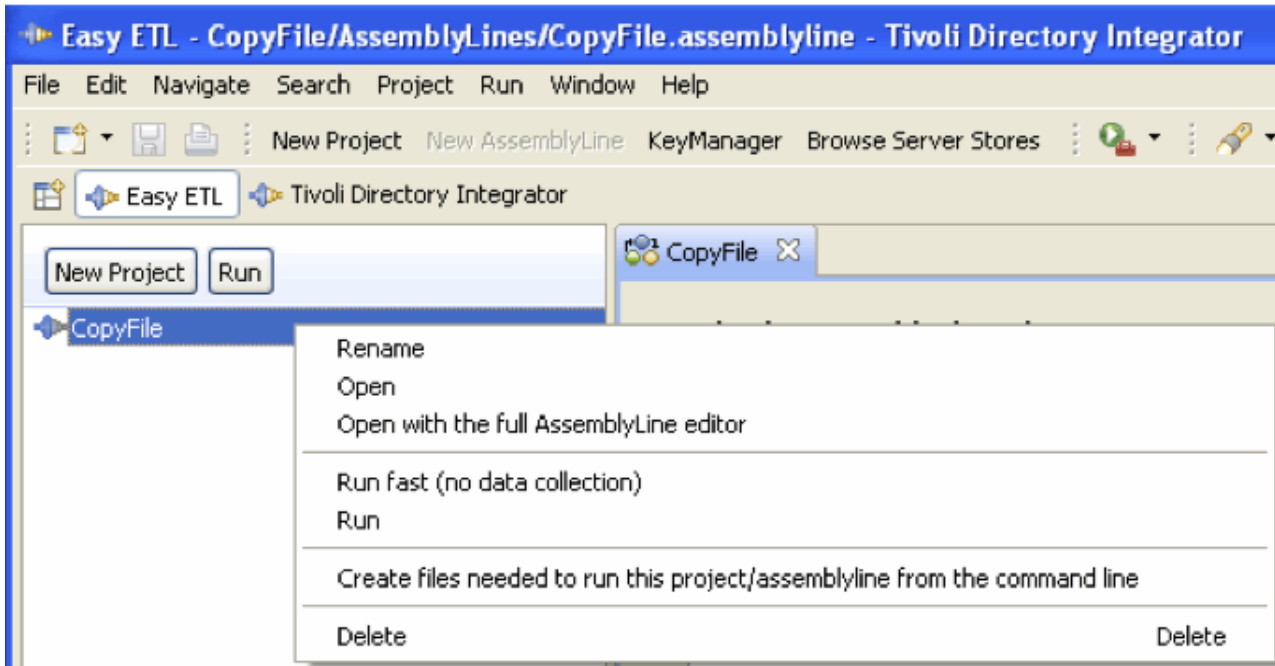 Easy ETL - CopyFile/AssemblyLines/CopyFile.assemblyline - Tivoli Directory Integrator
File Edit Navigate Search Project Run Window Help
New Project New AssemblyLine KeyManager Browse Server Stores
Easy ETL Tivoli Directory Integrator
New Project Run
CopyFile
CopyFile
Rename
Open
Open with the full AssemblyLine editor
Run fast (no data collection)
Run
Create files needed to run this project/assemblyline from the command line
Delete Delete